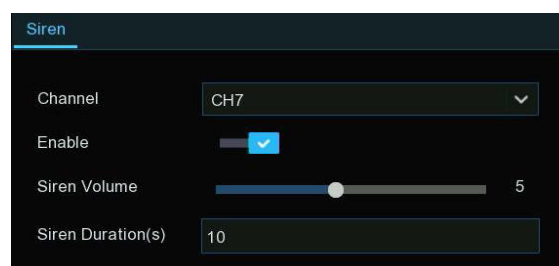 Siren
Channel CH7
Enable
Siren Volume 5
Siren Duration(s) 10